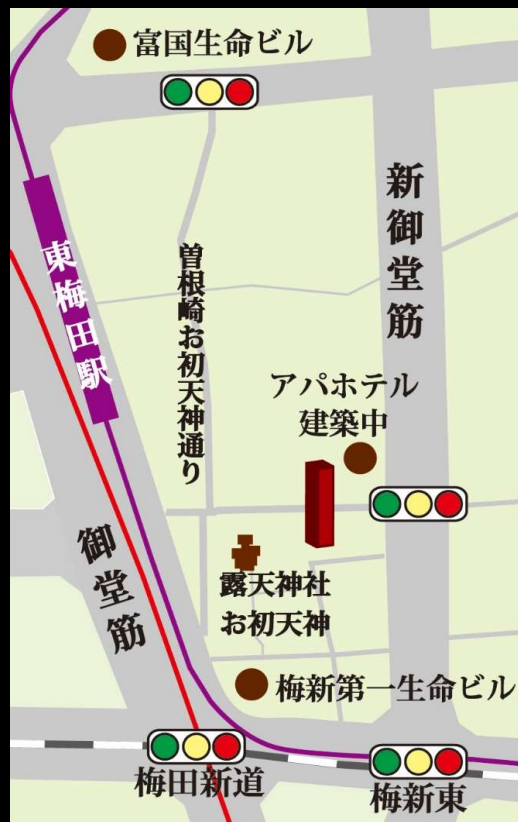 富国生命ビル
新御堂筋
東梅田駅
曽根崎お初天神通り
アパホテル
建築中
御堂筋
露天神社
お初天神
梅新第一生命ビル
梅田新道
梅新東